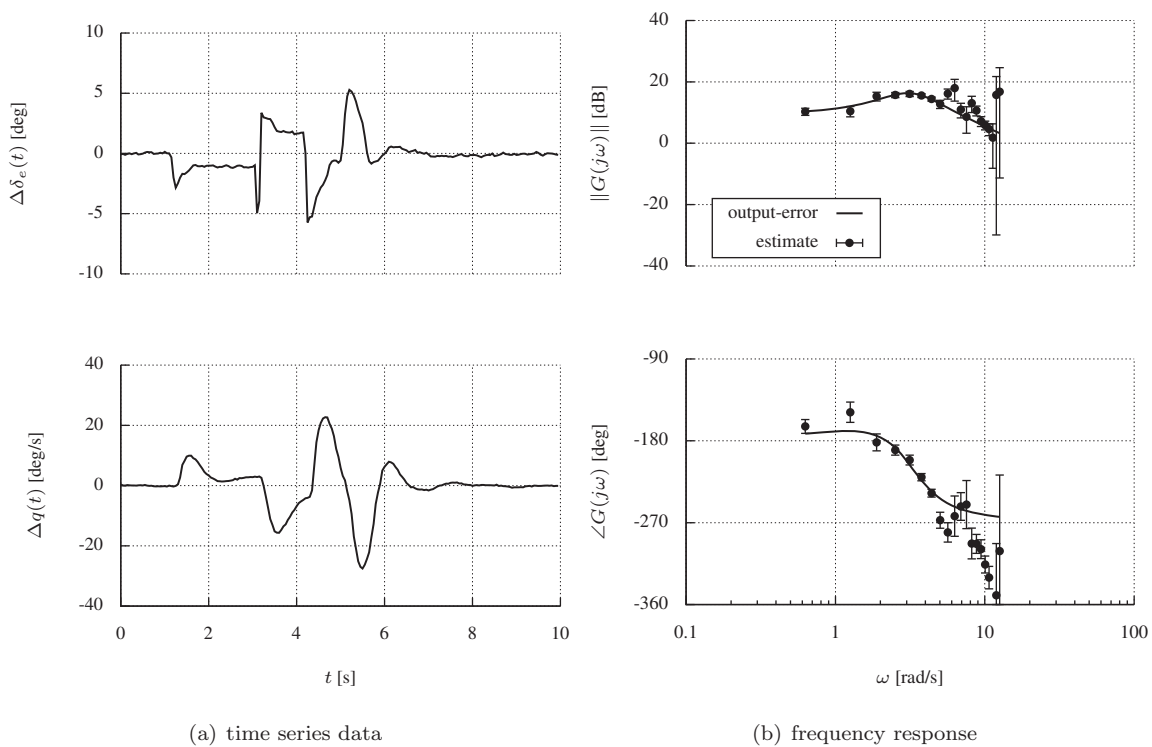 Δδe(t) [deg]
10
5
0
-5
-10
Δq(t) [deg/s]
40
20
0
-20
-40
0 2 4 6 8 10
t [s]
(a) time series data
||G(jω)|| [dB]
40
20
0
-20
-40
output-error
estimate
∠G(jω) [deg]
-90
-180
-270
-360
0.1 1 10 100
ω [rad/s]
(b) frequency response